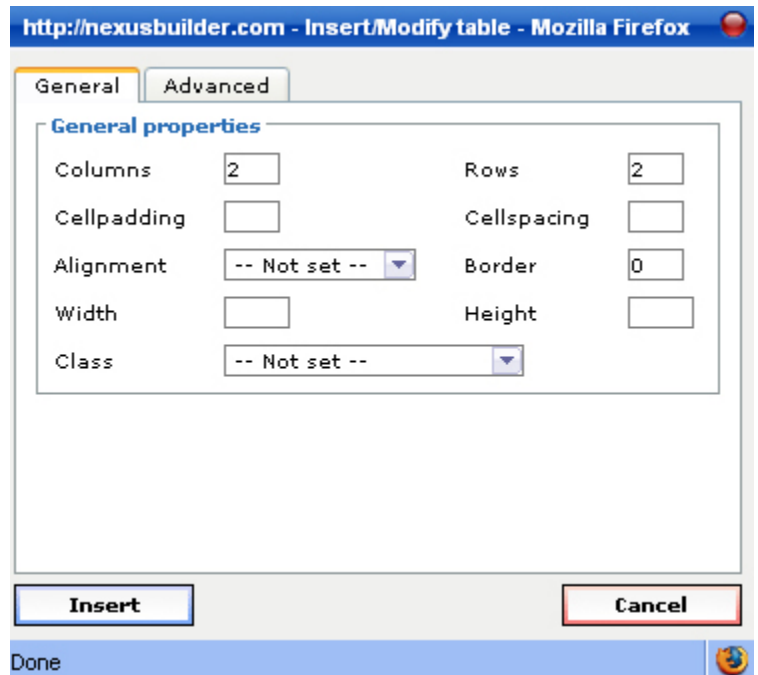 http://nexusbuilder.com - Insert/Modify table - Mozilla Firefox
General Advanced
General properties
Columns 2 Rows 2
Cellpadding Cellspacing
Alignment -- Not set -- Border 0
Width Height
Class -- Not set --
Insert Cancel
Done